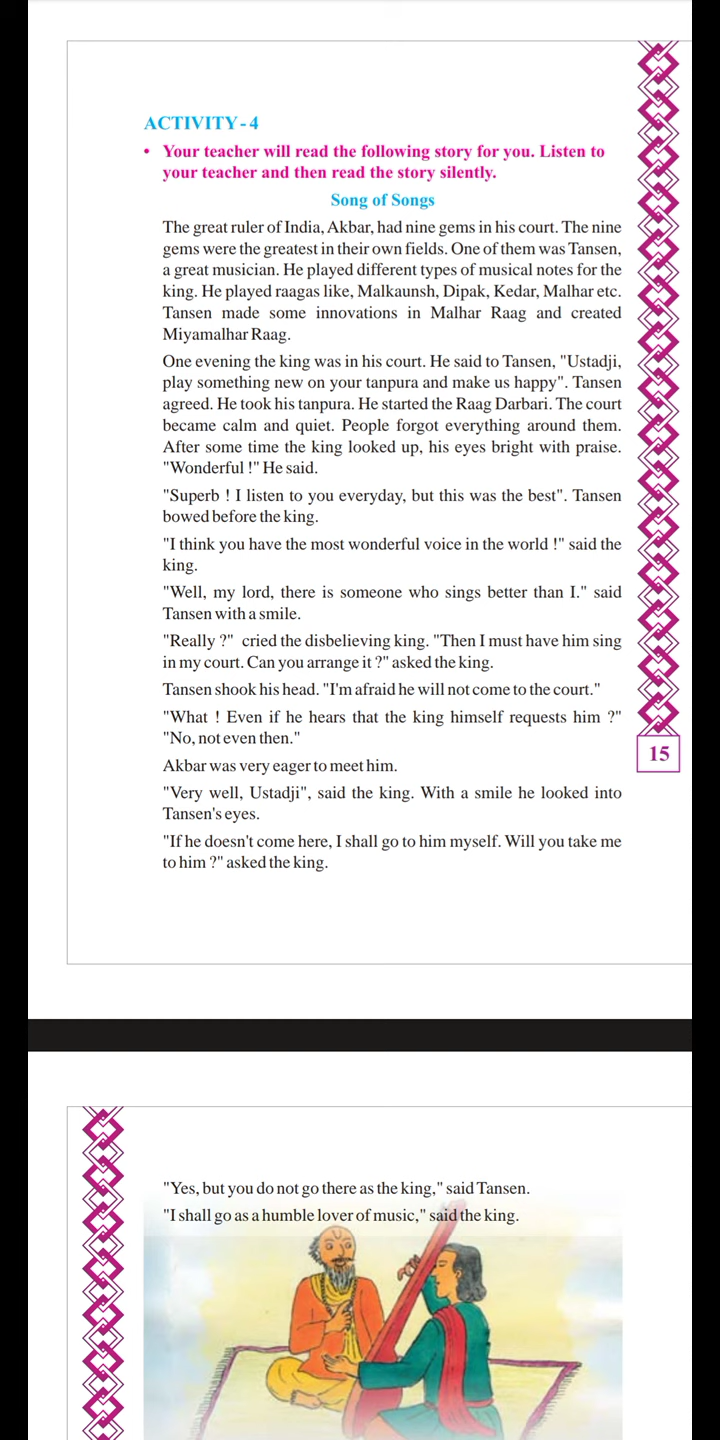 ACTIVITY - 4
• Your teacher will read the following story for you. Listen to
your teacher and then read the story silently.
Song of Songs
The great ruler of India, Akbar, had nine gems in his court. The nine
gems were the greatest in their own fields. One of them was Tansen,
a great musician. He played different types of musical notes for the
king. He played raagas like, Malkaunsh, Dipak, Kedar, Malhar etc.
Tansen made some innovations in Malhar Raag and created
Miyamalhar Raag.
One evening the king was in his court. He said to Tansen, "Ustadji,
play something new on your tanpura and make us happy". Tansen
agreed. He took his tanpura. He started the Raag Darbari. The court
became calm and quiet. People forgot everything around them.
After some time the king looked up, his eyes bright with praise.
"Wonderful !" He said.
"Superb ! I listen to you everyday, but this was the best". Tansen
bowed before the king.
"I think you have the most wonderful voice in the world !" said the
king.
"Well, my lord, there is someone who sings better than I." said
Tansen with a smile.
"Really ?" cried the disbelieving king. "Then I must have him sing
in my court. Can you arrange it ?" asked the king.
Tansen shook his head. "I'm afraid he will not come to the court."
"What ! Even if he hears that the king himself requests him ?"
"No, not even then."
Akbar was very eager to meet him.
"Very well, Ustadji", said the king. With a smile he looked into
Tansen's eyes.
"If he doesn't come here, I shall go to him myself. Will you take me
to him ?" asked the king.
15
"Yes, but you do not go there as the king," said Tansen.
"I shall go as a humble lover of music," said the king.